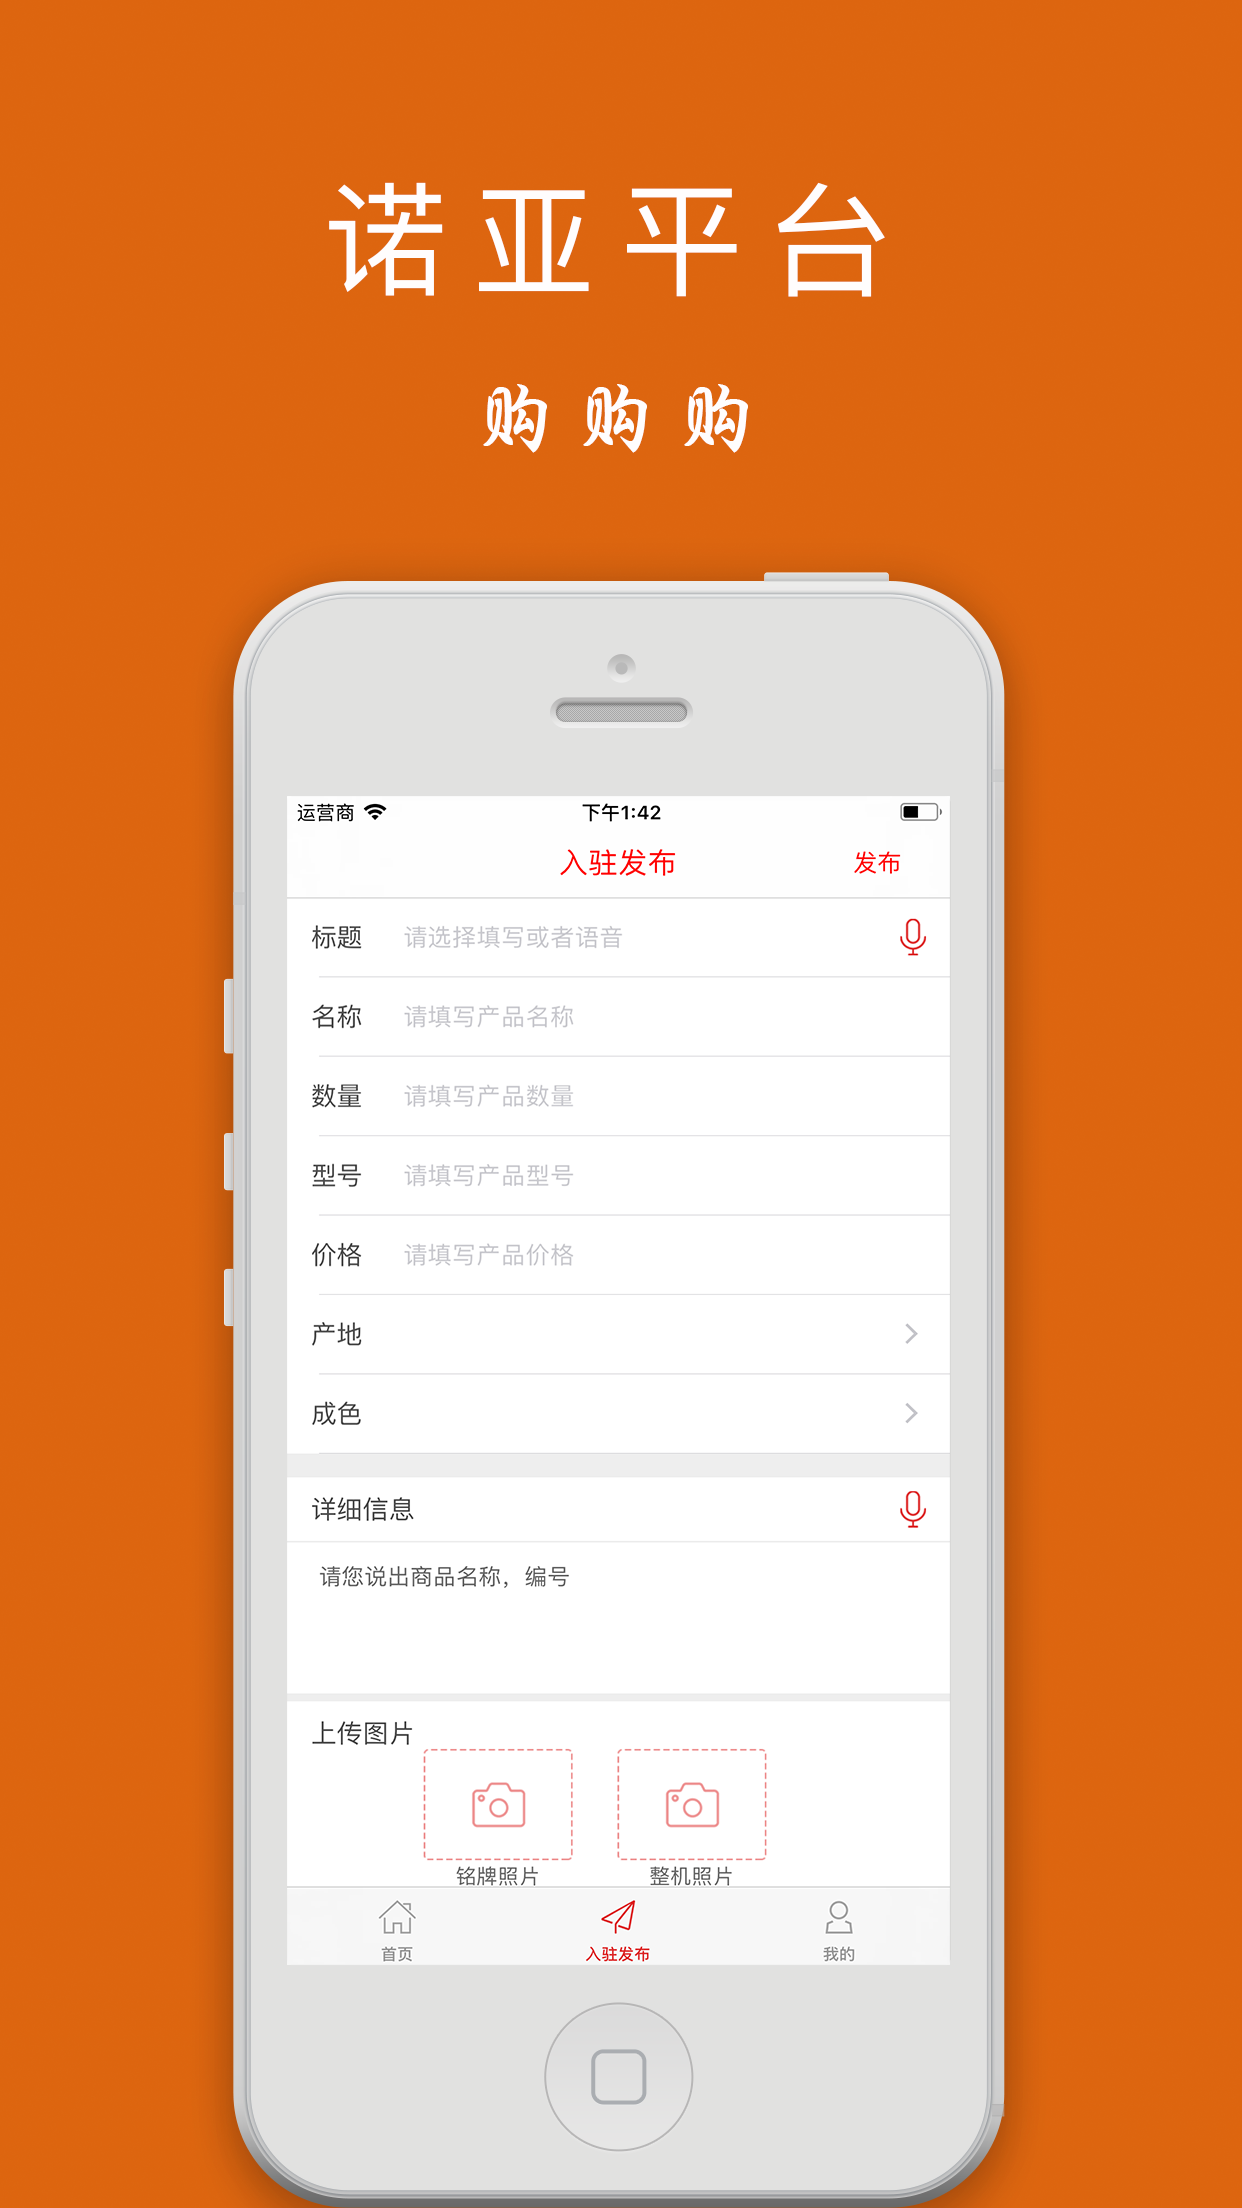 诺亚平台
购购购
运营商 下午1:42
入驻发布 发布
标题 请选择填写或者语音
名称 请填写产品名称
数量 请填写产品数量
型号 请填写产品型号
价格 请填写产品价格
产地
成色
详细信息
请您说出商品名称，编号
上传图片
铭牌照片 整机照片
首页 入驻发布 我的